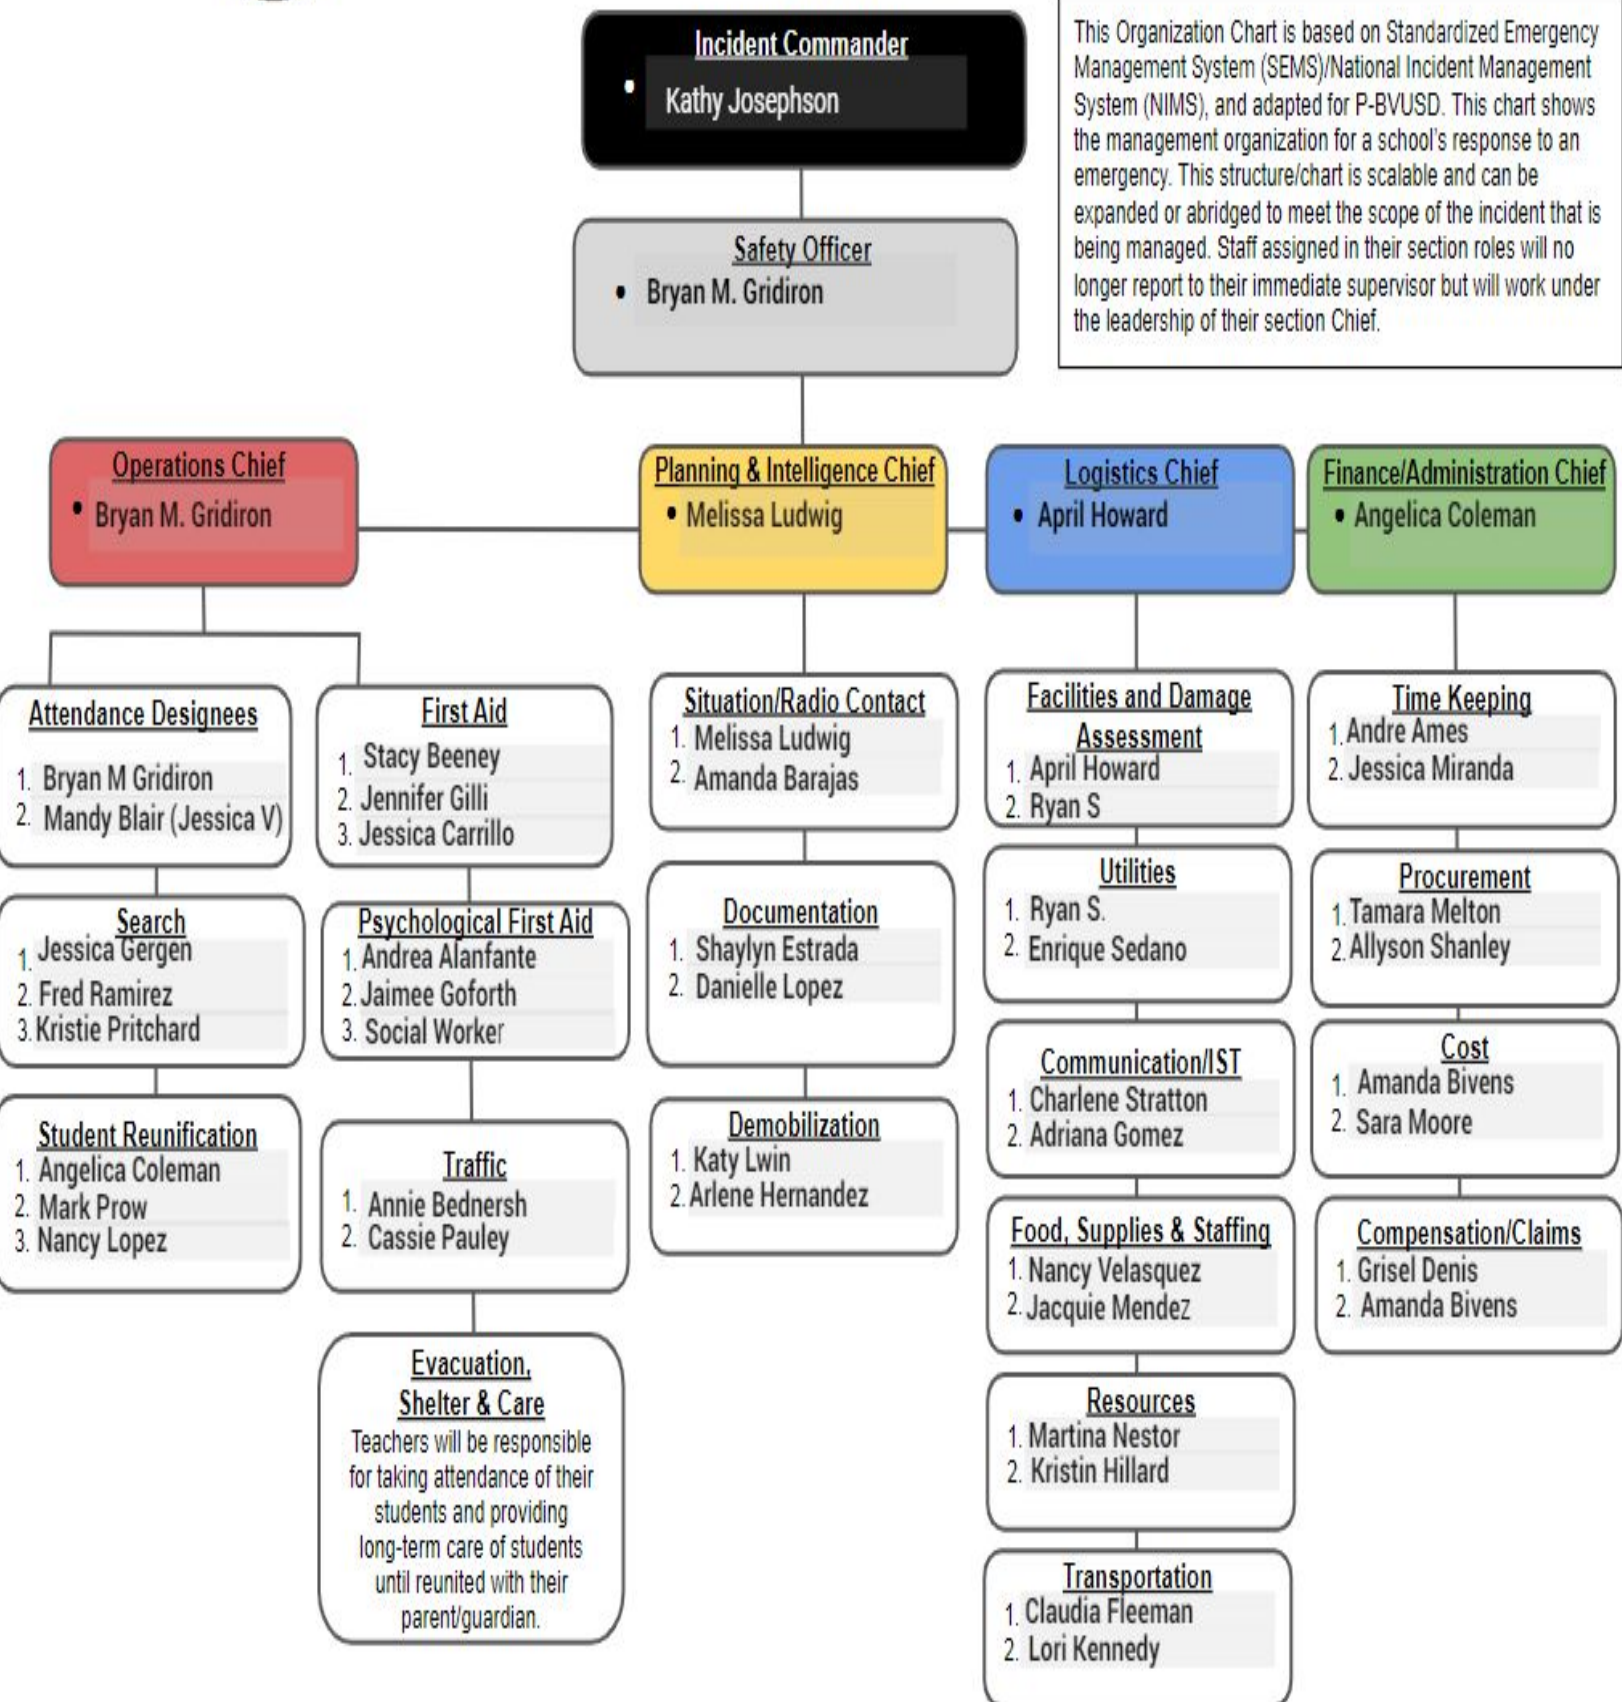 Incident Commander
• Kathy Josephson
This Organization Chart is based on Standardized Emergency
Management System (SEMS)/National Incident Management
System (NIMS), and adapted for P-BVUSD. This chart shows
the management organization for a school's response to an
emergency. This structure/chart is scalable and can be
expanded or abridged to meet the scope of the incident that is
being managed. Staff assigned in their section roles will no
longer report to their immediate supervisor but will work under
the leadership of their section Chief.
Safety Officer
• Bryan M. Gridiron
Operations Chief
• Bryan M. Gridiron
Planning & Intelligence Chief
• Melissa Ludwig
Logistics Chief
• April Howard
Finance/Administration Chief
• Angelica Coleman
Attendance Designees
1. Bryan M Gridiron
2. Mandy Blair (Jessica V)
Search
1. Jessica Gergen
2. Fred Ramirez
3. Kristie Pritchard
Student Reunification
1. Angelica Coleman
2. Mark Prow
3. Nancy Lopez
First Aid
1. Stacy Beeney
2. Jennifer Gilli
3. Jessica Carrillo
Psychological First Aid
1. Andrea Alanfante
2. Jaimee Goforth
3. Social Worker
Traffic
1. Annie Bednersh
2. Cassie Pauley
Evacuation,
Shelter & Care
Teachers will be responsible
for taking attendance of their
students and providing
long-term care of students
until reunited with their
parent/guardian.
Situation/Radio Contact
1. Melissa Ludwig
2. Amanda Barajas
Documentation
1. Shaylyn Estrada
2. Danielle Lopez
Demobilization
1. Katy Lwin
2. Arlene Hernandez
Facilities and Damage
Assessment
1. April Howard
2. Ryan S
Utilities
1. Ryan S.
2. Enrique Sedano
Communication/IST
1. Charlene Stratton
2. Adriana Gomez
Food, Supplies & Staffing
1. Nancy Velasquez
2. Jacquie Mendez
Resources
1. Martina Nestor
2. Kristin Hillard
Transportation
1. Claudia Fleeman
2. Lori Kennedy
Time Keeping
1. Andre Ames
2. Jessica Miranda
Procurement
1. Tamara Melton
2. Allyson Shanley
Cost
1. Amanda Bivens
2. Sara Moore
Compensation/Claims
1. Grisel Denis
2. Amanda Bivens